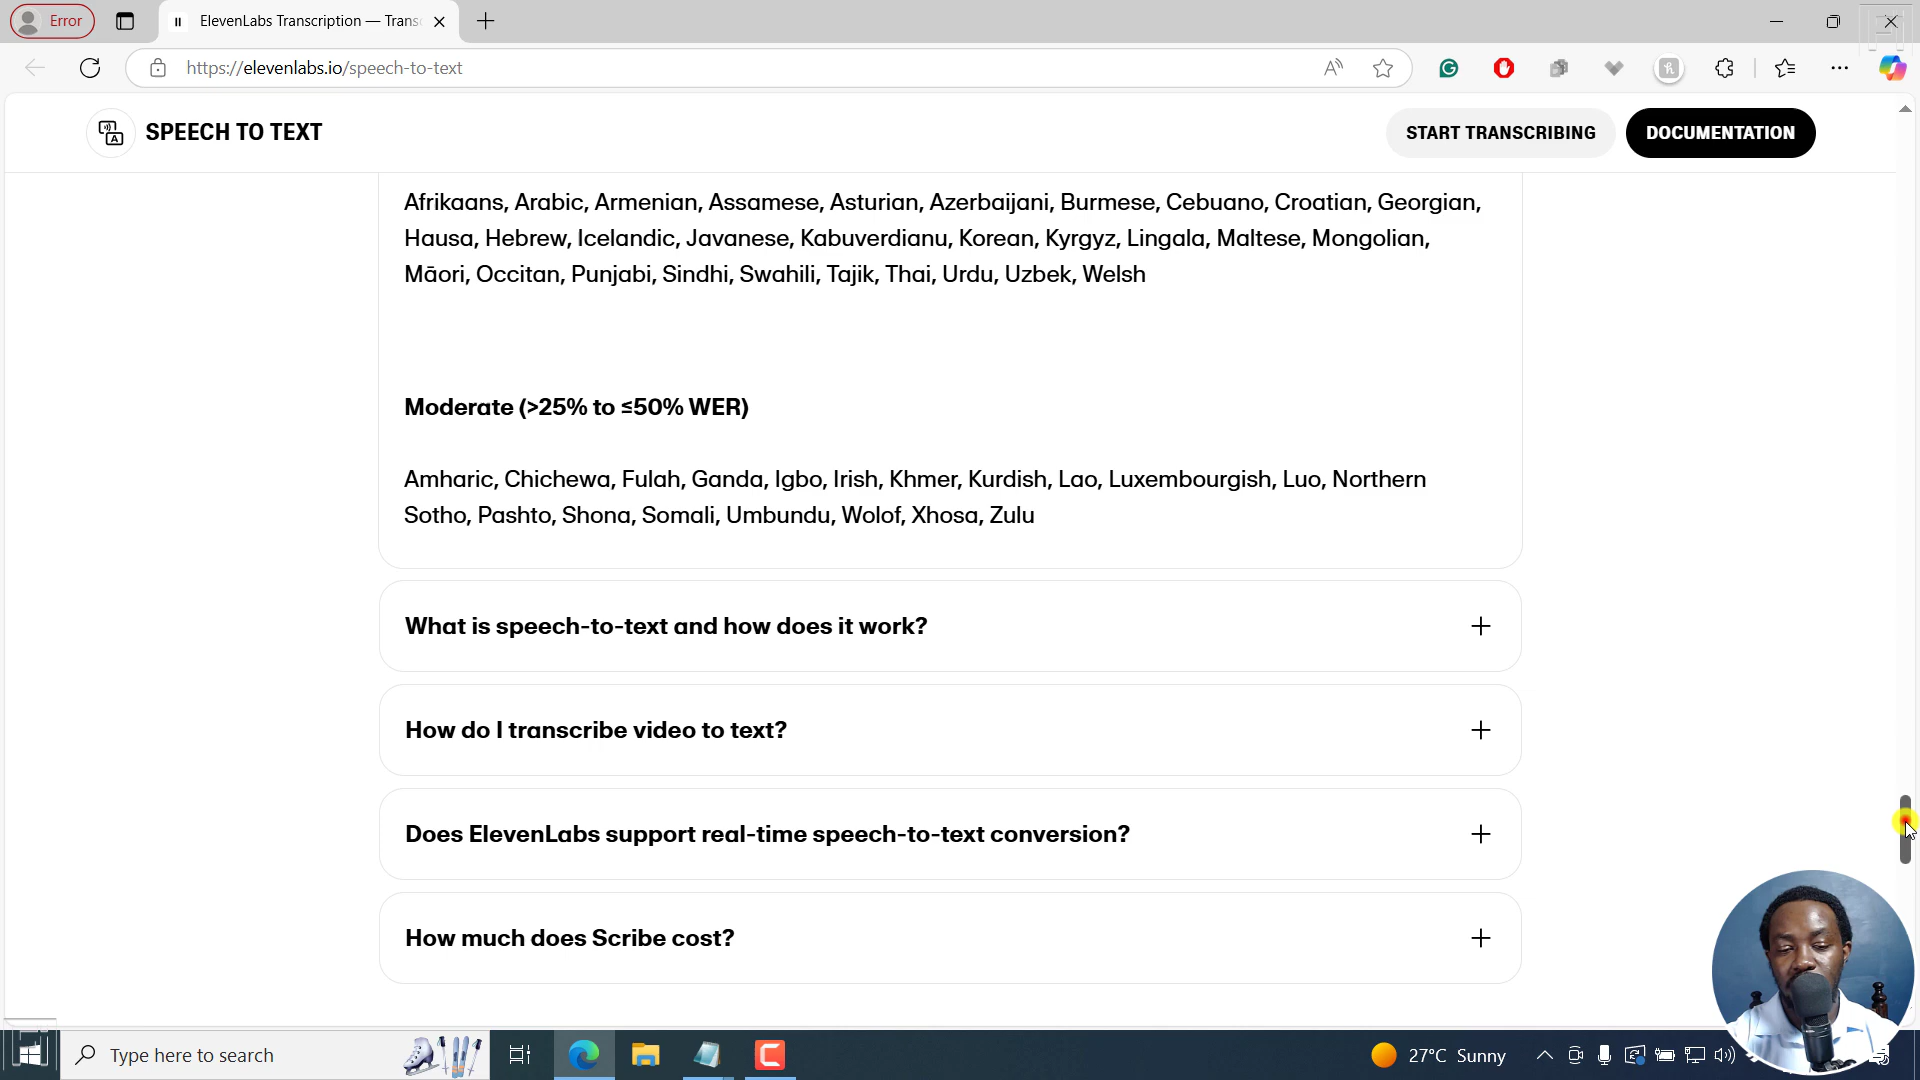 Error
ElevenLabs Transcription — Trans
https://elevenlabs.io/speech-to-text
SPEECH TO TEXT
START TRANSCRIBING
DOCUMENTATION
Afrikaans, Arabic, Armenian, Assamese, Asturian, Azerbaijani, Burmese, Cebuano, Croatian, Georgian,
Hausa, Hebrew, Icelandic, Javanese, Kabuverdianu, Korean, Kyrgyz, Lingala, Maltese, Mongolian,
Māori, Occitan, Punjabi, Sindhi, Swahili, Tajik, Thai, Urdu, Uzbek, Welsh
Moderate (>25% to ≤50% WER)
Amharic, Chichewa, Fulah, Ganda, Igbo, Irish, Khmer, Kurdish, Lao, Luxembourgish, Luo, Northern
Sotho, Pashto, Shona, Somali, Umbundu, Wolof, Xhosa, Zulu
What is speech-to-text and how does it work?
How do I transcribe video to text?
Does ElevenLabs support real-time speech-to-text conversion?
How much does Scribe cost?
Type here to search
27°C Sunny